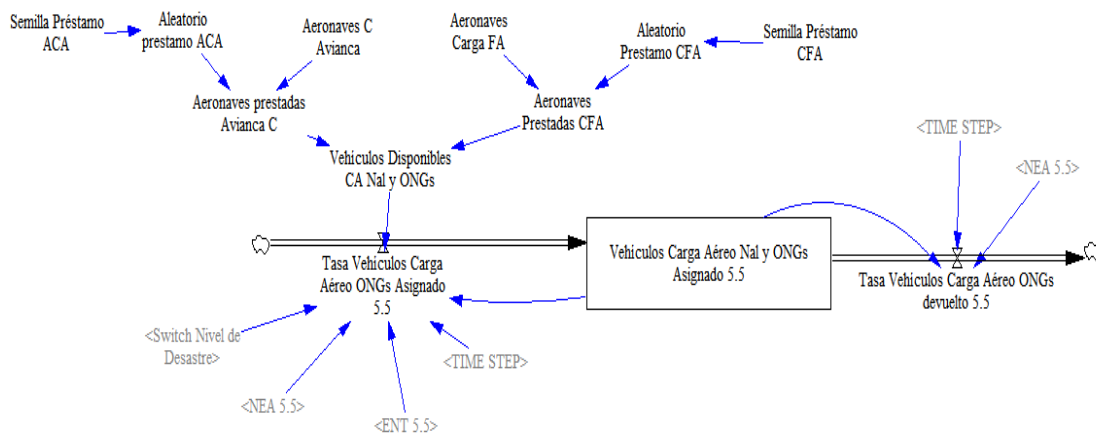 Semilla Préstamo
ACA
Aleatorio
prestamo ACA
Aeronaves C
Avianca
Aeronaves
Carga FA
Aleatorio
Prestamo CFA
Semilla Préstamo
CFA
Aeronaves prestadas
Avianca C
Aeronaves
Prestadas CFA
<TIME STEP>
Vehiculos Disponibles
CA Nal y ONGs
<NEA 5.5>
Tasa Vehiculos Carga
Aéreo ONGs Asignado
5.5
Vehiculos Carga Aéreo Nal y ONGs
Asignado 5.5
Tasa Vehiculos Carga Aéreo ONGs
devuelto 5.5
<Switch Nivel de
Desastre>
<TIME STEP>
<NEA 5.5>
<ENT 5.5>